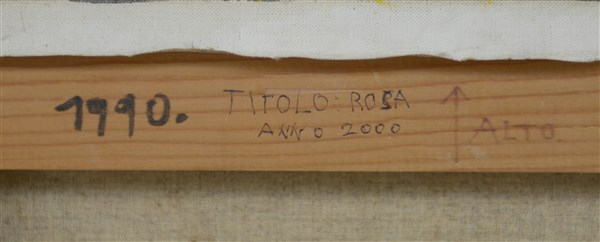 1990.
TITOLO: ROSA
ANNO 2000
↑ ALTO.